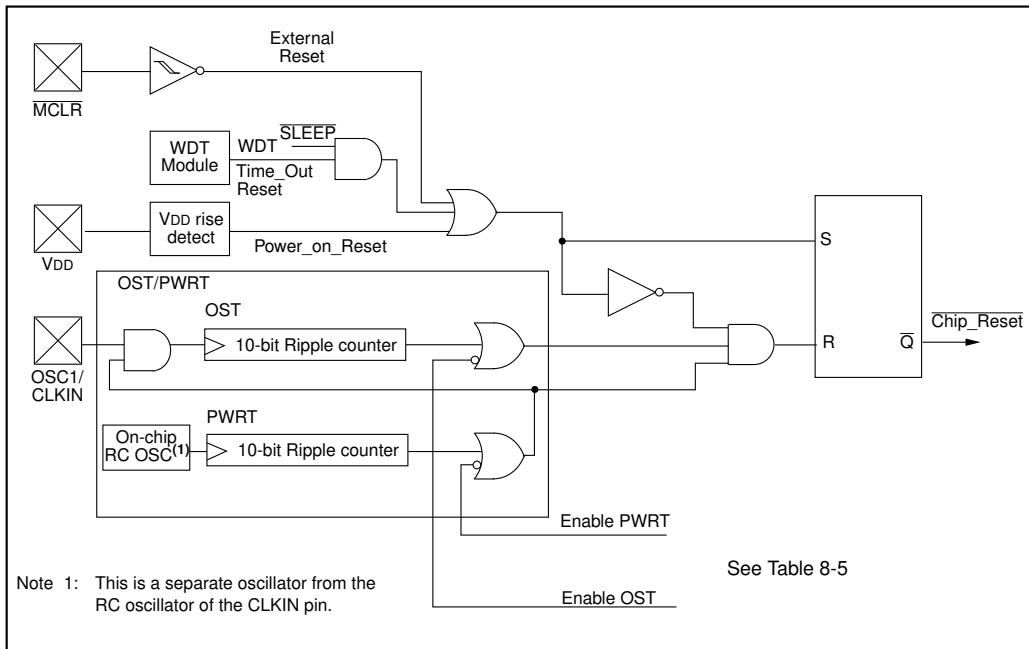 External
Reset
MCLR
SLEEP
WDT
Module
WDT
Time_Out
Reset
VDD rise
detect
VDD
Power_on_Reset
OST/PWRT
S
OST
10-bit Ripple counter
OSC1/
CLKIN
R
Q
Chip_Reset
PWRT
On-chip
RC OSC(1)
10-bit Ripple counter
Enable PWRT
See Table 8-5
Enable OST
Note 1: This is a separate oscillator from the
RC oscillator of the CLKIN pin.